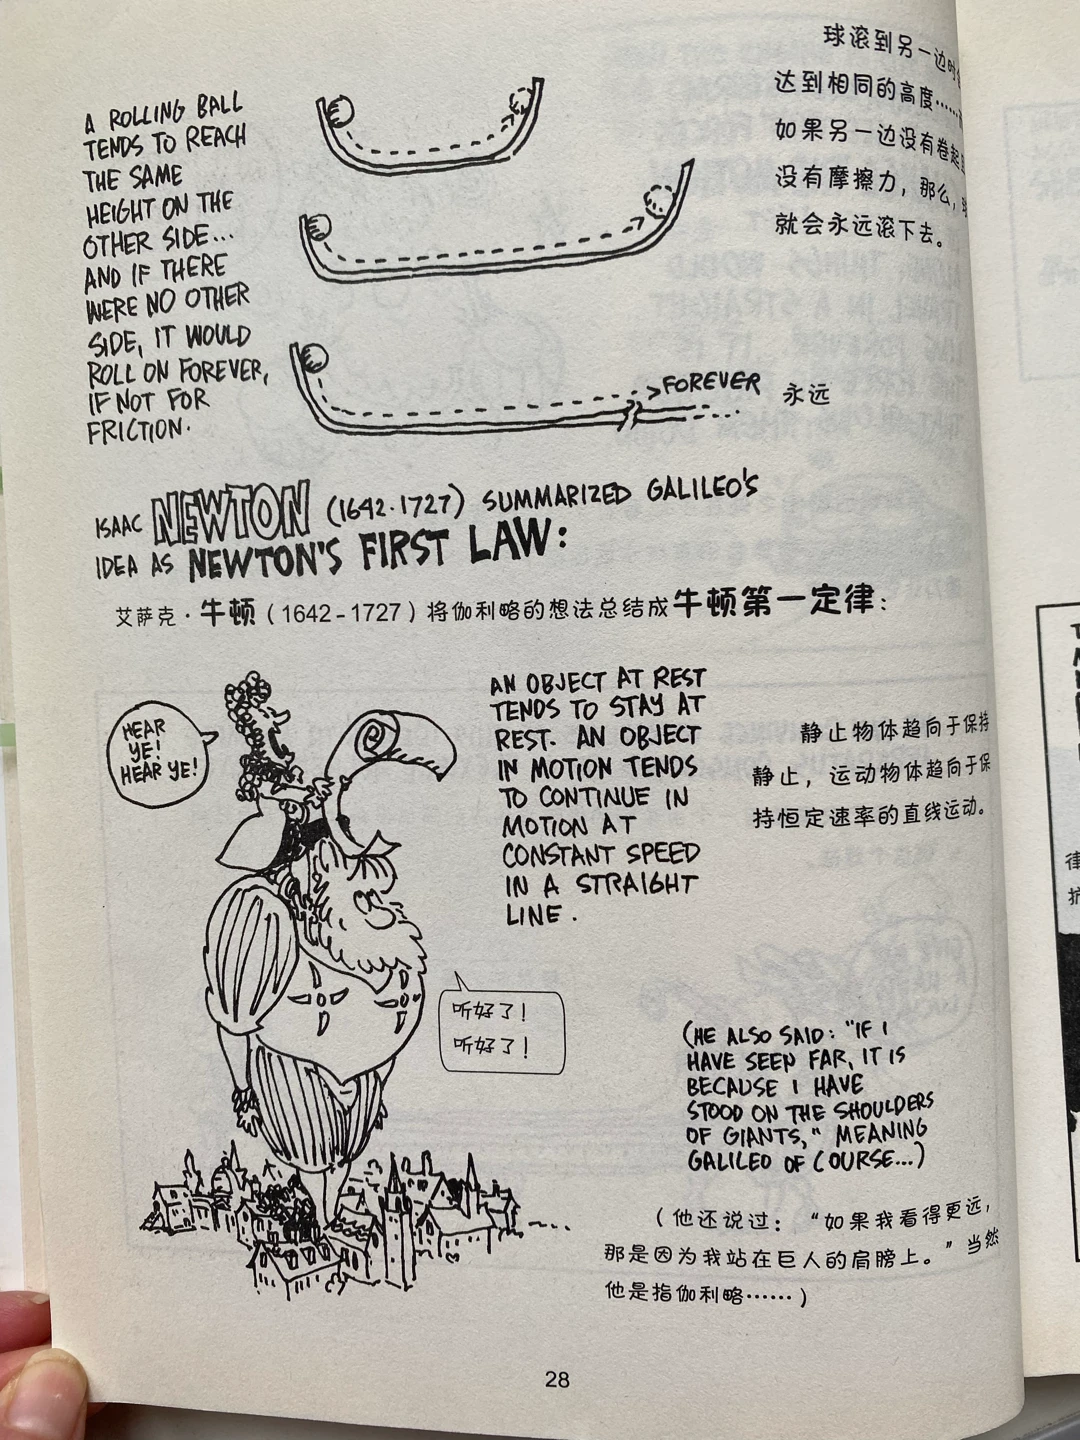 A ROLLING BALL
TENDS TO REACH
THE SAME
HEIGHT ON THE
OTHER SIDE...
AND IF THERE
WERE NO OTHER
SIDE, IT WOULD
ROLL ON FOREVER,
IF NOT FOR
FRICTION.
球滚到另一边时
达到相同的高度……
如果另一边没有卷起
没有摩擦力，那么，
就会永远滚下去。
FOREVER 永远
ISAAC NEWTON (1642-1727) SUMMARIZED GALILEO'S
IDEA AS NEWTON'S FIRST LAW:
艾萨克·牛顿（1642-1727）将伽利略的想法总结成牛顿第一定律：
HEAR
YE!
HEAR YE!
AN OBJECT AT REST
TENDS TO STAY AT
REST. AN OBJECT
IN MOTION TENDS
TO CONTINUE IN
MOTION AT
CONSTANT SPEED
IN A STRAIGHT
LINE.
静止物体趋向于保持
静止，运动物体趋向于保
持恒定速率的直线运动。
听好了！
听好了！
(HE ALSO SAID: "IF I
HAVE SEEN FAR, IT IS
BECAUSE I HAVE
STOOD ON THE SHOULDERS
OF GIANTS," MEANING
GALILEO OF COURSE...)
（他还说过：“如果我看得更远，
那是因为我站在巨人的肩膀上。”当然
他是指伽利略……）
28